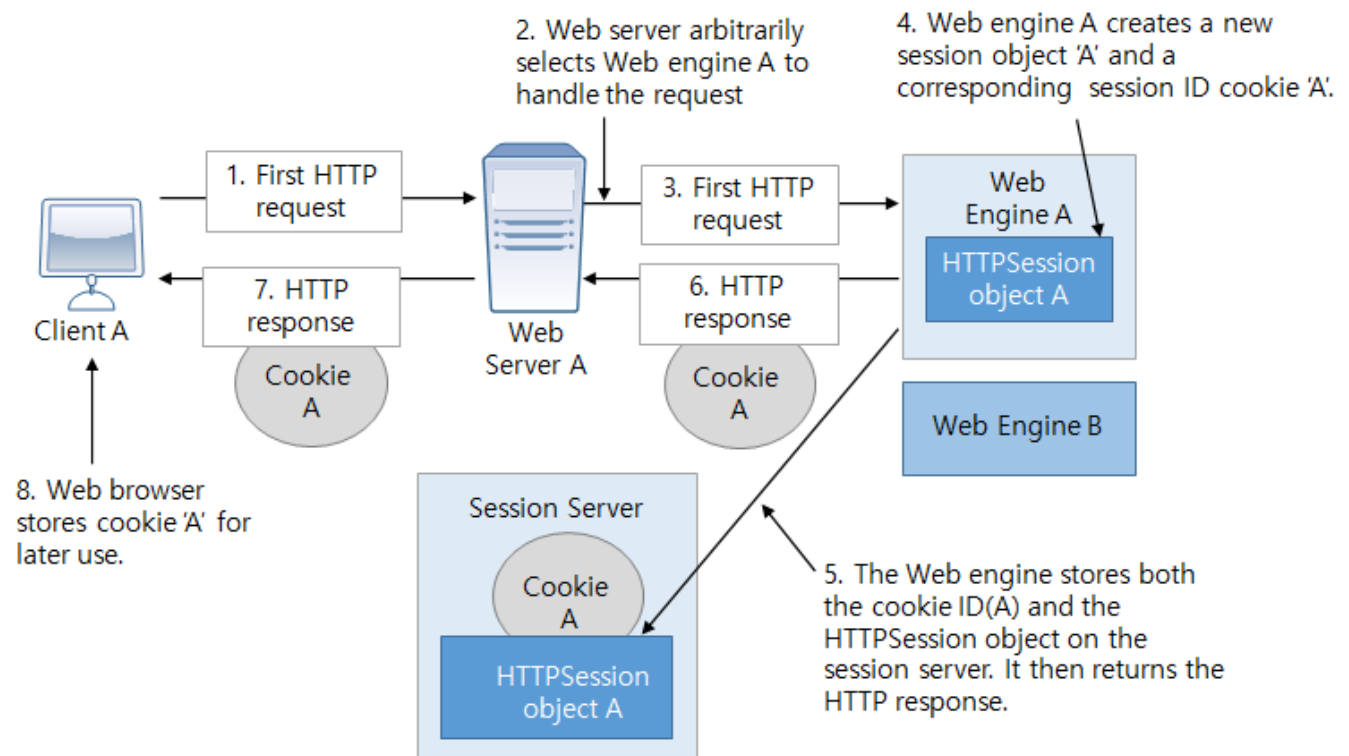 2. Web server arbitrarily
selects Web engine A to
handle the request
4. Web engine A creates a new
session object ‘A’ and a
corresponding session ID cookie ‘A’.
1. First HTTP
request
3. First HTTP
request
Web
Engine A
HTTPSession
object A
7. HTTP
response
6. HTTP
response
Client A
Web
Server A
Cookie
A
Cookie
A
Web Engine B
8. Web browser
stores cookie ‘A’ for
later use.
Session Server
Cookie
A
HTTPSession
object A
5. The Web engine stores both
the cookie ID(A) and the
HTTPSession object on the
session server. It then returns the
HTTP response.